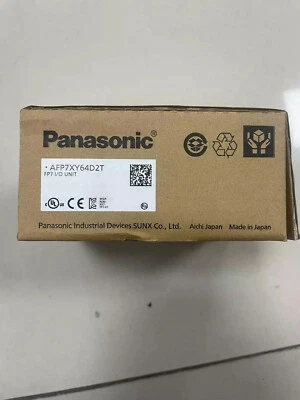 Panasonic
· AFP7XY64D2T
FP7 I/O UNIT
Panasonic Industrial Devices SUNX Co., Ltd. Aichi Japan Made in Japan